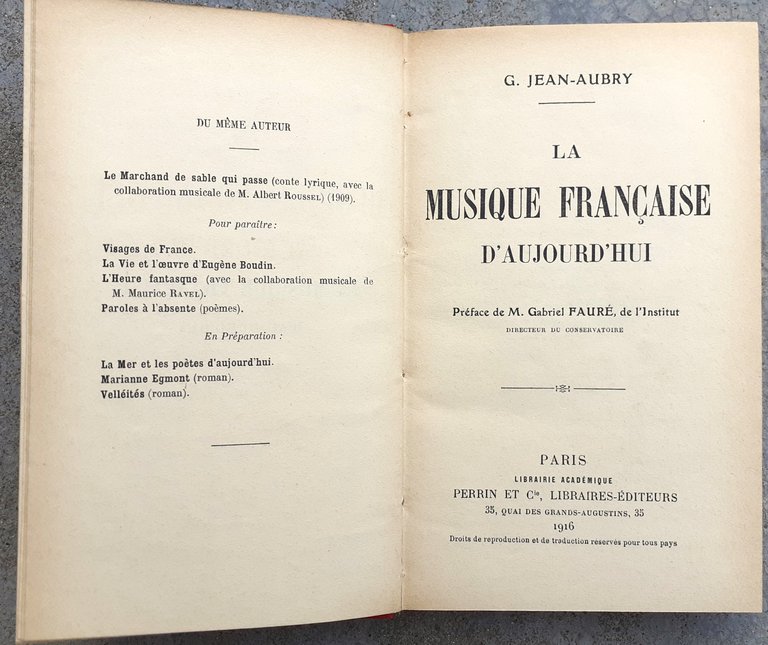 DU MÊME AUTEUR
Le Marchand de sable qui passe (conte lyrique, avec la
collaboration musicale de M. Albert ROUSSEL) (1909).
Pour paraître :
Visages de France.
La Vie et l'œuvre d'Eugène Boudin.
L'Heure fantasque (avec la collaboration musicale de
M. Maurice RAVEL).
Paroles à l'absente (poèmes).
En Préparation :
La Mer et les poètes d'aujourd'hui.
Marianne Egmont (roman).
Velléités (roman).
G. JEAN-AUBRY
LA
MUSIQUE FRANÇAISE
D'AUJOURD'HUI
Préface de M. Gabriel FAURÉ, de l'Institut
DIRECTEUR DU CONSERVATOIRE
PARIS
LIBRAIRIE ACADÉMIQUE
PERRIN ET Cie, LIBRAIRES-ÉDITEURS
35, QUAI DES GRANDS-AUGUSTINS, 35
1916
Droits de reproduction et de traduction réservés pour tous pays